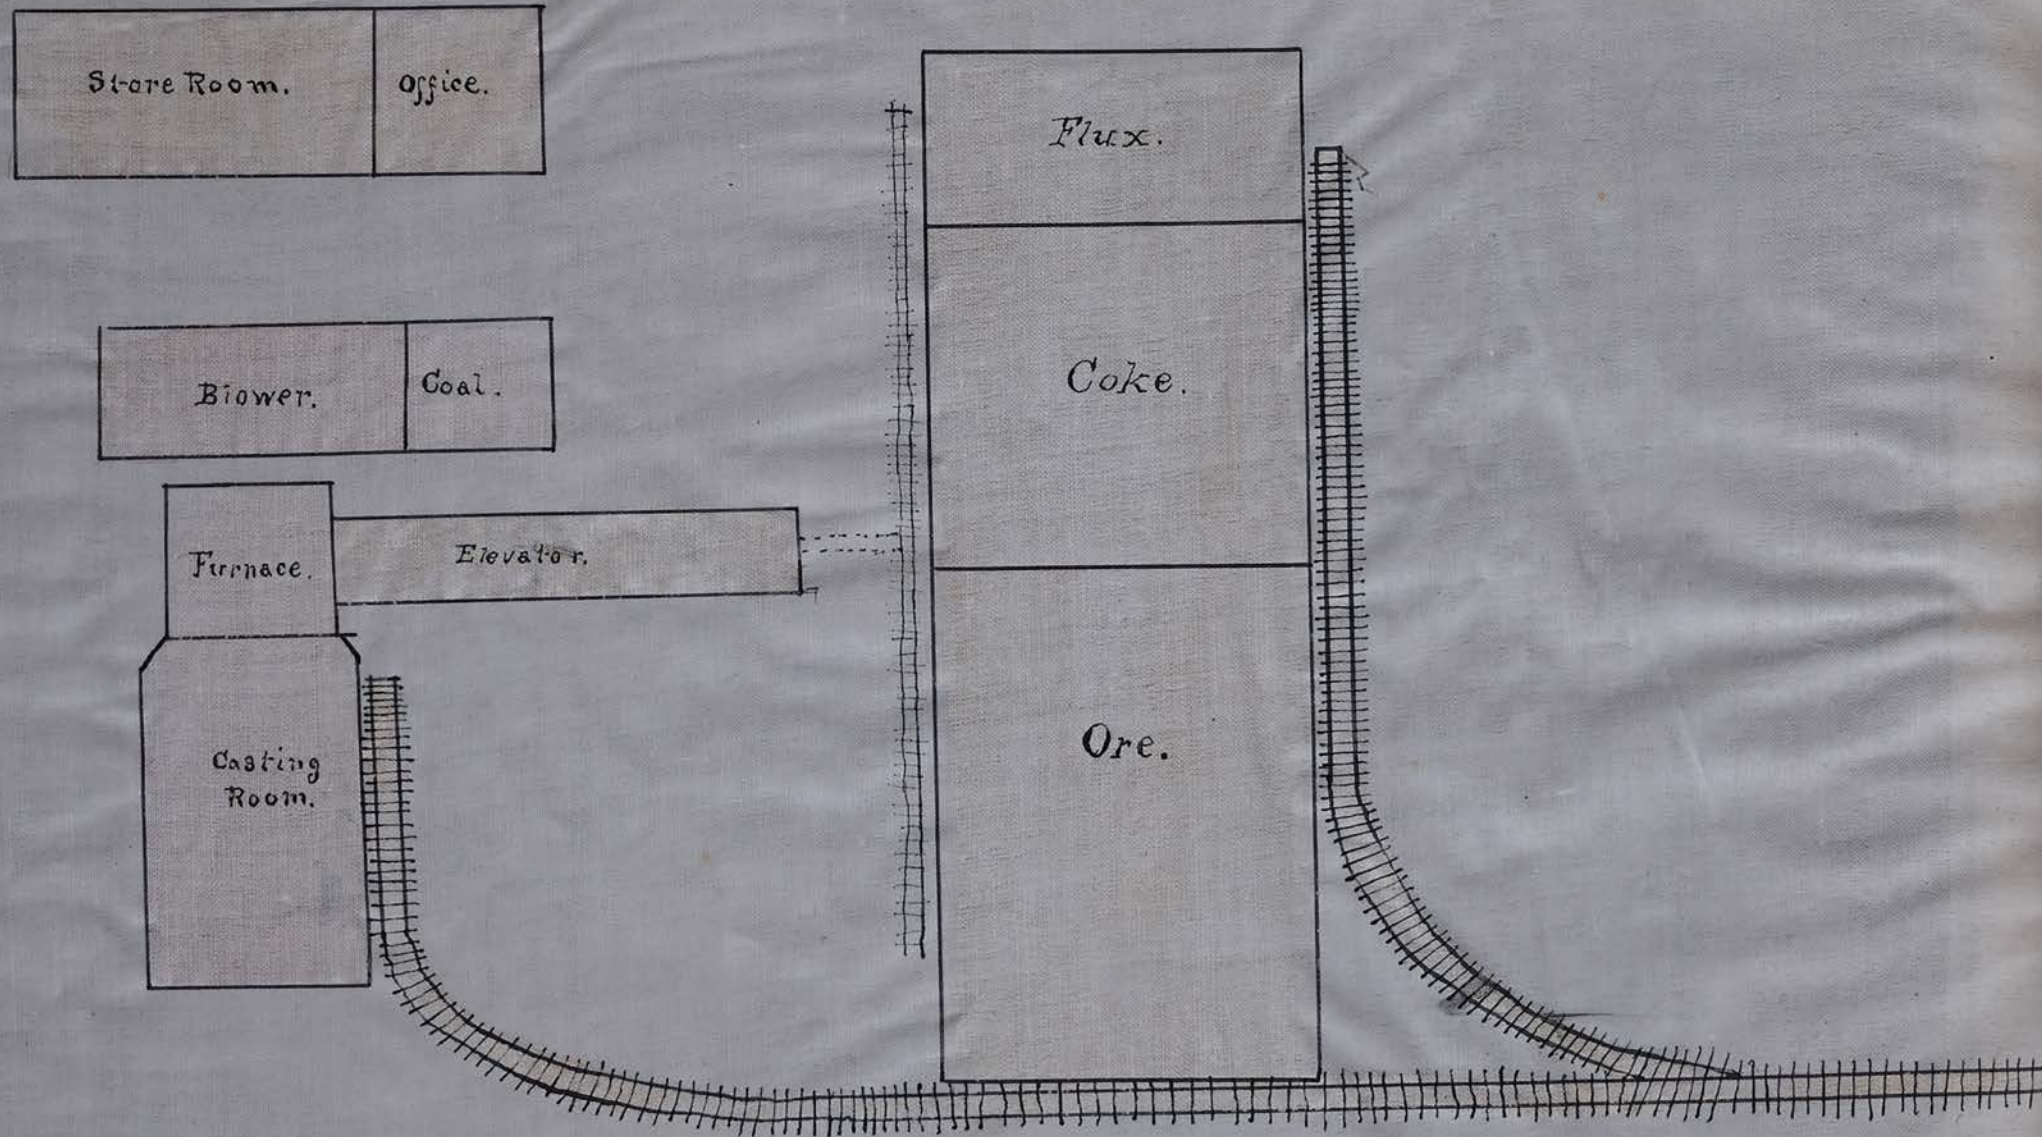 Store Room.
Office.
Flux.
Blower.
Coal.
Coke.
Furnace.
Elevator.
Casting
Room.
Ore.